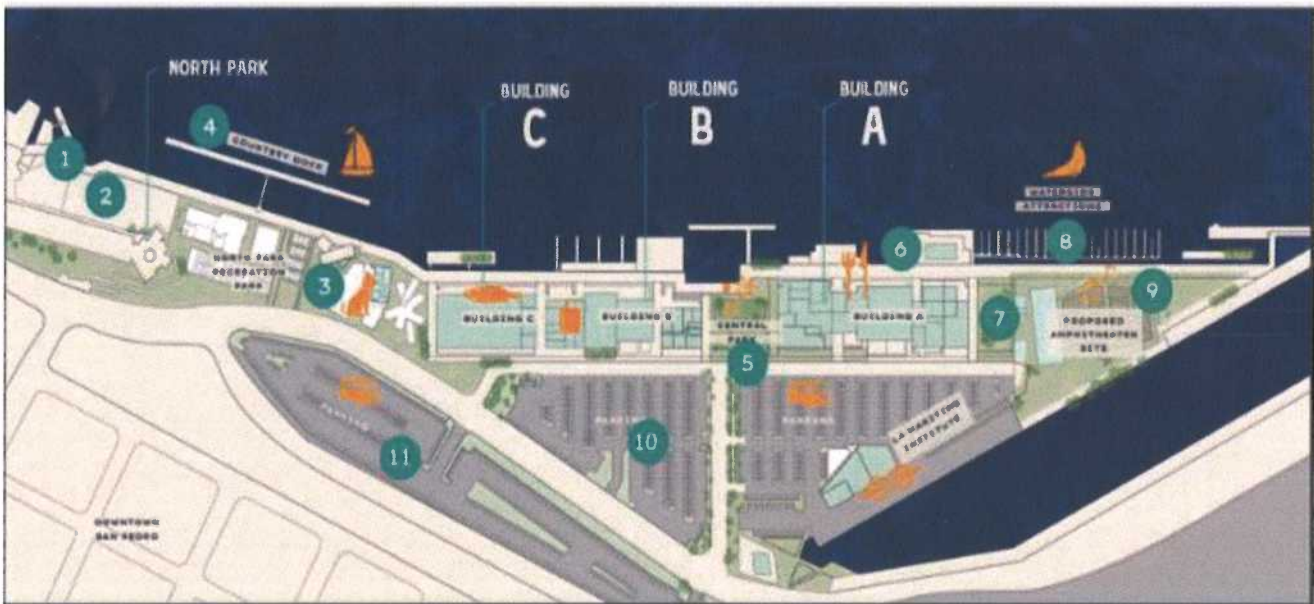 NORTH PARK
BUILDING
C
BUILDING
B
BUILDING
A
4
COURTESY DOCK
1
2
WATERSIDE
ATTRACTIONS
6
8
NORTH PARK
RECREATION
PARK
3
BUILDING C
BUILDING B
CENTRAL
PARK
BUILDING A
7
9
PROPOSED
AMPHITHEATER
SITE
5
PARKING
PARKING
PARKING
LA MARITIME
INSTITUTE
10
11
DOWNTOWN
SAN PEDRO